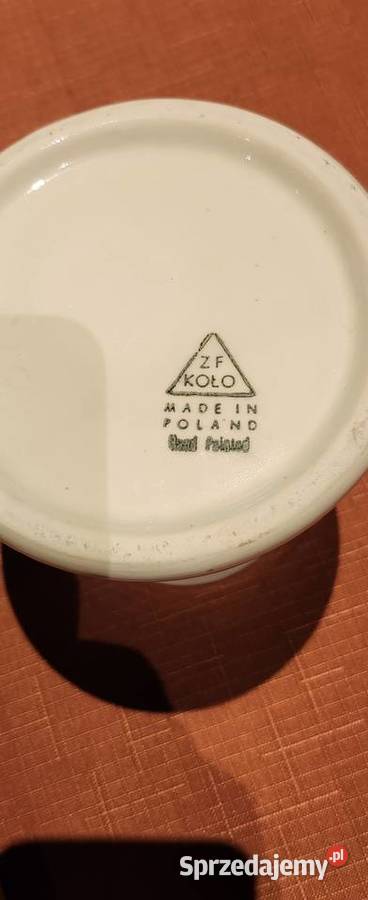 ZF
KOŁO
MADE IN
POLAND
Hand Painted
Sprzedajemy.pl